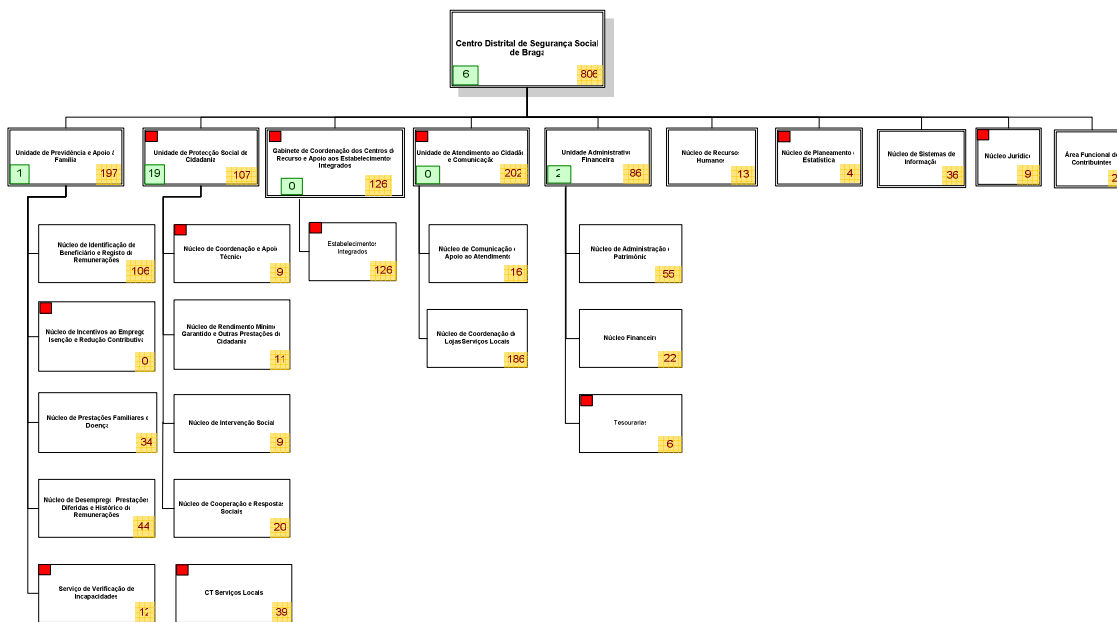 Centro Distrital de Segurança Social
de Braga
6
806
Unidade de Previdência e Apoio à
Família
1
197
Unidade de Protecção Social de
Cidadania
19
107
Gabinete de Coordenação dos Centros de
Recurso e Apoio aos Estabelecimentos
Integrados
0
126
Unidade de Atendimento ao Cidadão
e Comunicação
0
202
Unidade Administrativa
Financeira
2
86
Núcleo de Recursos
Humanos
13
Núcleo de Planeamento e
Estatística
4
Núcleo de Sistemas de
Informação
36
Núcleo Jurídico
9
Área Funcional de
Contribuintes
Núcleo de Identificação de
Beneficiário e Registo de
Remunerações
106
Núcleo de Coordenação e Apoio
Técnico
9
Estabelecimentos
Integrados
126
Núcleo de Comunicação e
Apoio ao Atendimento
16
Núcleo de Administração e
Património
55
Núcleo de Incentivos ao Emprego
Isenção e Redução Contributiva
0
Núcleo de Rendimento Mínimo
Garantido e Outras Prestações de
Cidadania
11
Núcleo de Coordenação de
LojasServiços Locais
186
Núcleo Financeiro
22
Núcleo de Prestações Familiares e
Doença
34
Núcleo de Intervenção Social
9
Tesourarias
6
Núcleo de Desemprego Prestações
Diferidas e Histórico de
Remunerações
44
Núcleo de Cooperação e Respostas
Sociais
20
Serviço de Verificação de
Incapacidades
12
CT Serviços Locais
39